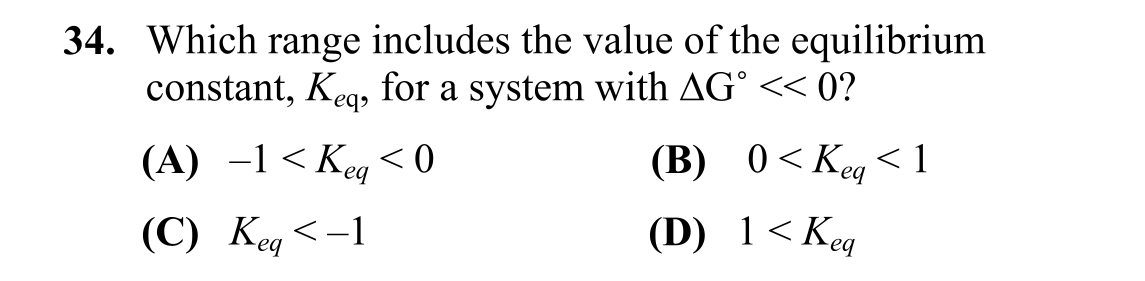 34. Which range includes the value of the equilibrium
constant, Keq, for a system with ΔG° << 0?
(A) –1 < Keq < 0 (B) 0 < Keq < 1
(C) Keq < –1 (D) 1 < Keq